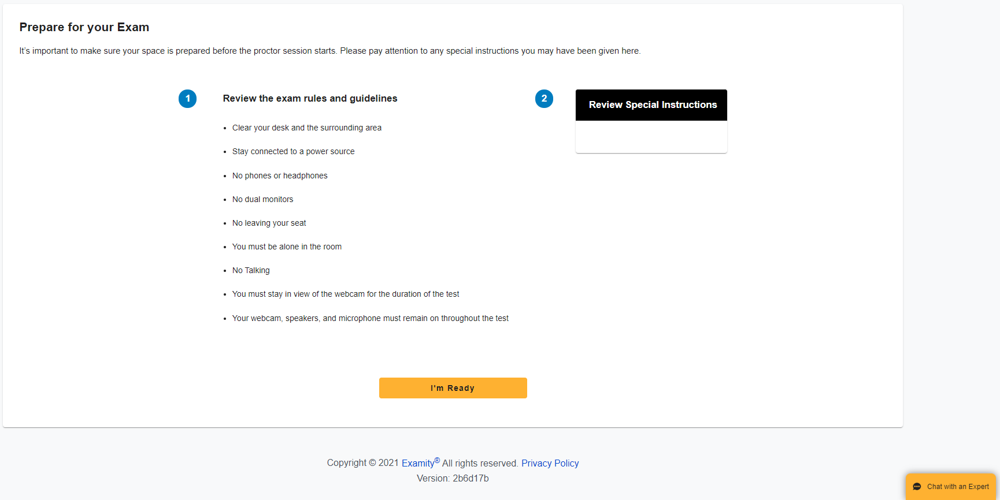 Prepare for your Exam
It's important to make sure your space is prepared before the proctor session starts. Please pay attention to any special instructions you may have been given here.
1
Review the exam rules and guidelines
• Clear your desk and the surrounding area
• Stay connected to a power source
• No phones or headphones
• No dual monitors
• No leaving your seat
• You must be alone in the room
• No Talking
• You must stay in view of the webcam for the duration of the test
• Your webcam, speakers, and microphone must remain on throughout the test
2
Review Special Instructions
I'm Ready
Copyright © 2021 Examity® All rights reserved. Privacy Policy
Version: 2b6d17b
Chat with an Expert